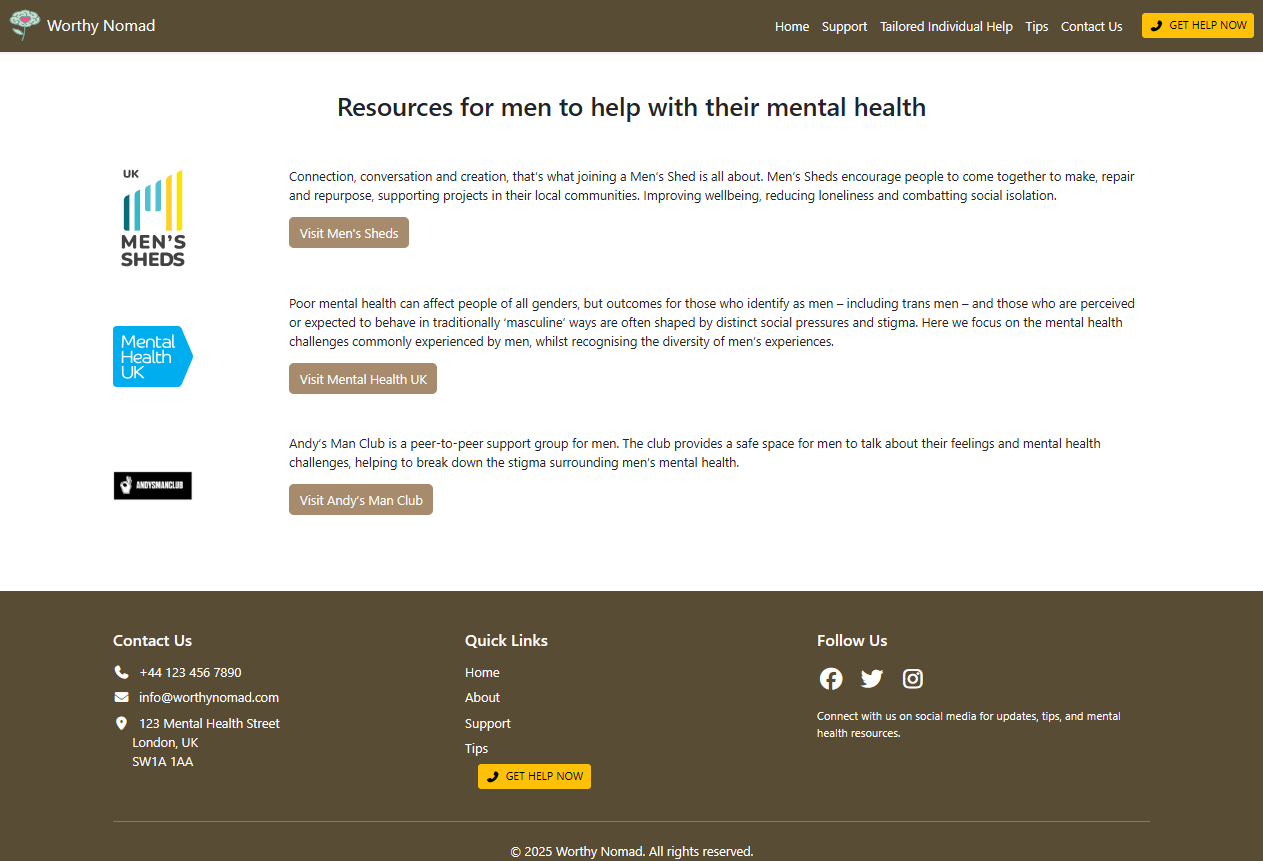 Worthy Nomad
Home Support Tailored Individual Help Tips Contact Us GET HELP NOW
Resources for men to help with their mental health
UK
MEN'S
SHEDS
Connection, conversation and creation, that's what joining a Men's Shed is all about. Men's Sheds encourage people to come together to make, repair
and repurpose, supporting projects in their local communities. Improving wellbeing, reducing loneliness and combatting social isolation.
Visit Men's Sheds
Mental
Health
UK
Poor mental health can affect people of all genders, but outcomes for those who identify as men – including trans men – and those who are perceived
or expected to behave in traditionally ‘masculine’ ways are often shaped by distinct social pressures and stigma. Here we focus on the mental health
challenges commonly experienced by men, whilst recognising the diversity of men’s experiences.
Visit Mental Health UK
ANDYSMANCLUB
Andy's Man Club is a peer-to-peer support group for men. The club provides a safe space for men to talk about their feelings and mental health
challenges, helping to break down the stigma surrounding men's mental health.
Visit Andy's Man Club
Contact Us
+44 123 456 7890
info@worthynomad.com
123 Mental Health Street
London, UK
SW1A 1AA
Quick Links
Home
About
Support
Tips
GET HELP NOW
Follow Us
Connect with us on social media for updates, tips, and mental
health resources.
© 2025 Worthy Nomad. All rights reserved.